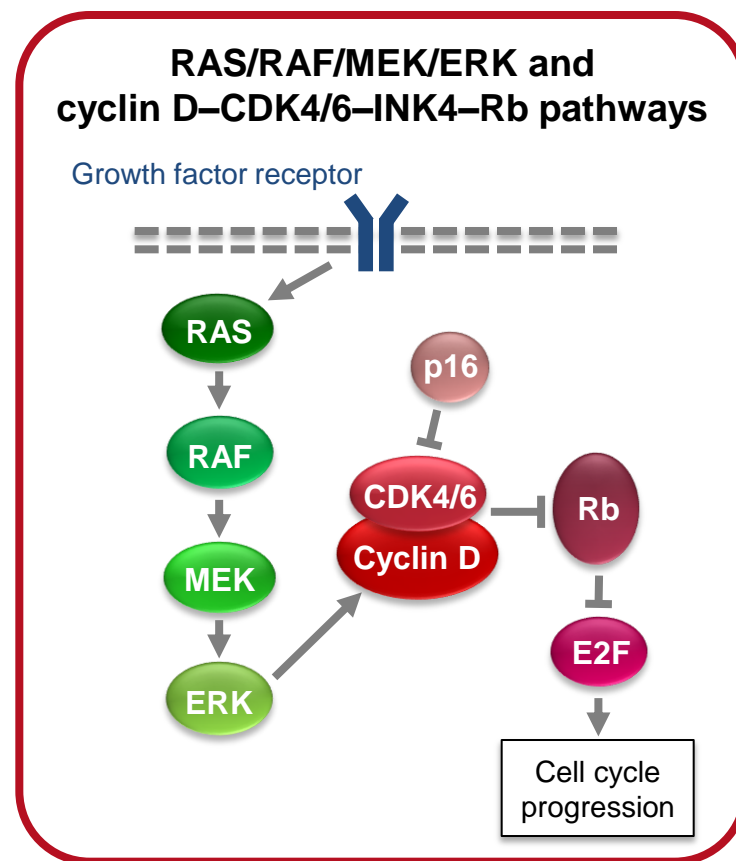 RAS/RAF/MEK/ERK and
cyclin D–CDK4/6–INK4–Rb pathways
Growth factor receptor
RAS
p16
RAF
CDK4/6
Rb
Cyclin D
MEK
E2F
ERK
Cell cycle
progression